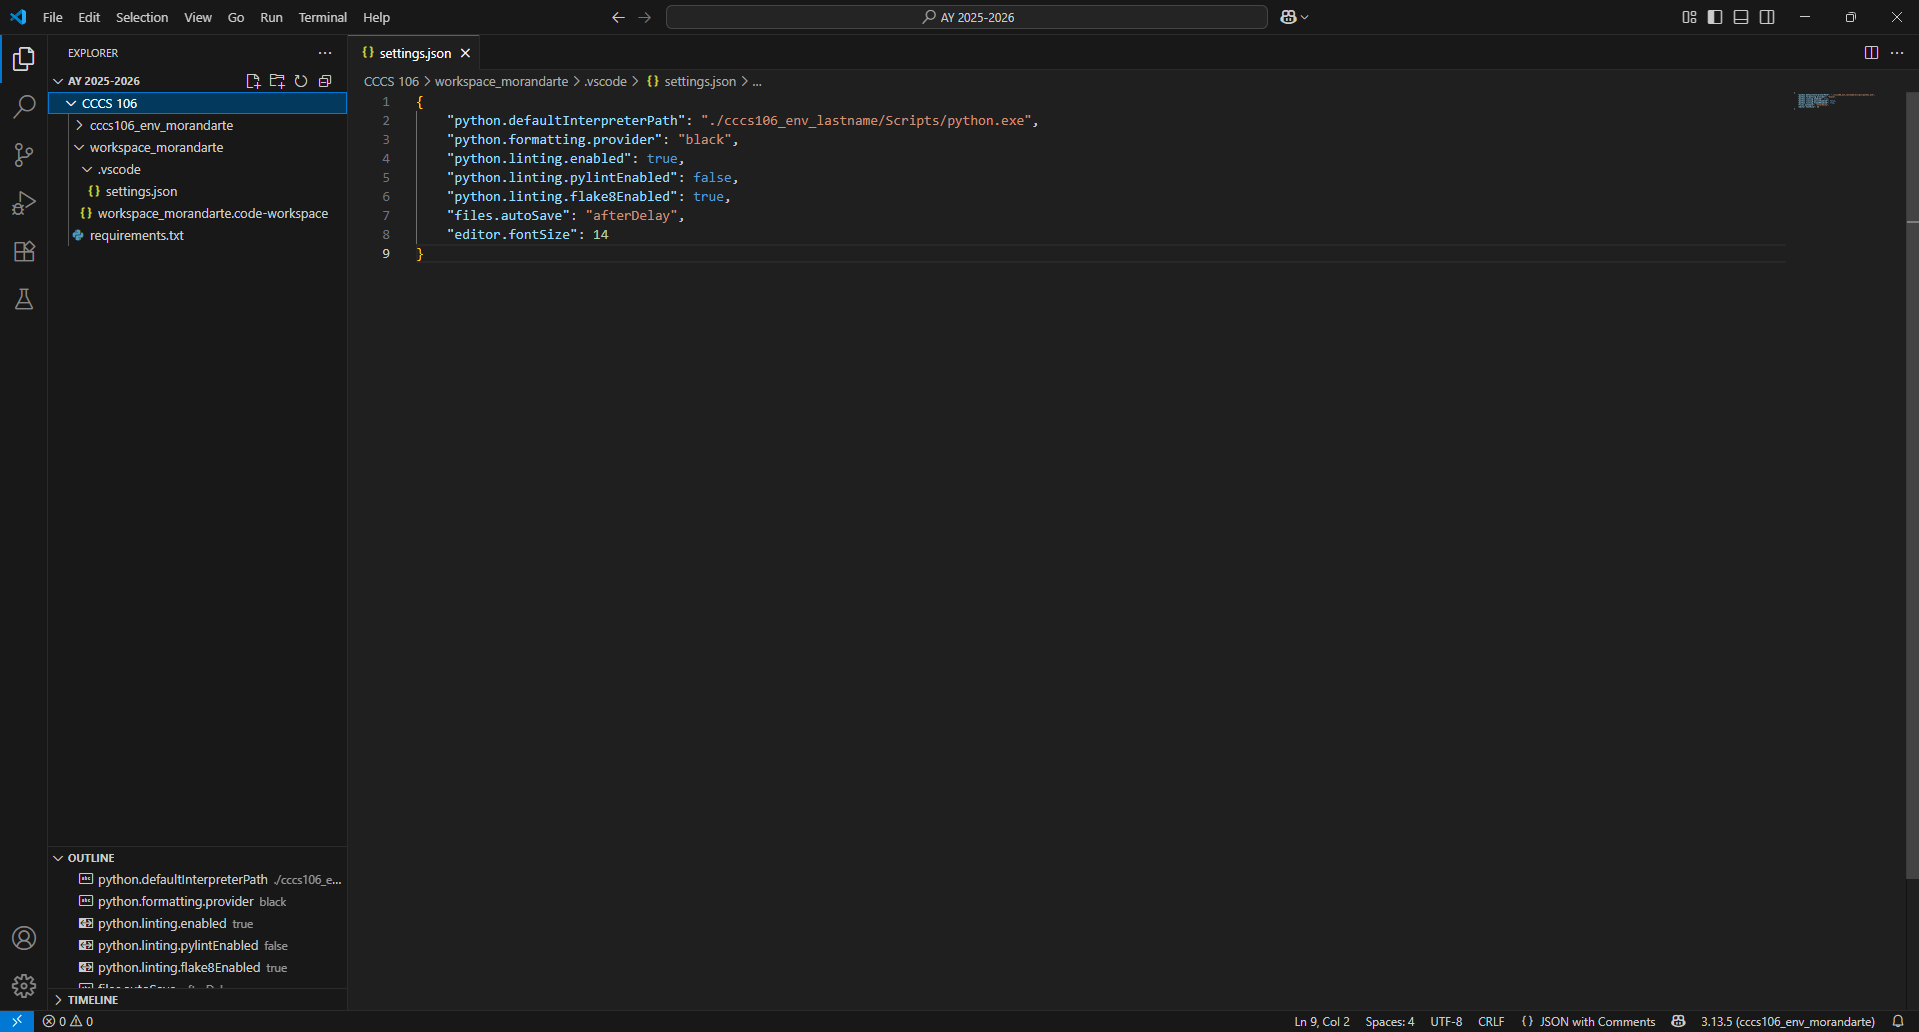 File Edit Selection View Go Run Terminal Help
AY 2025-2026
EXPLORER
AY 2025-2026
CCCS 106
cccs106_env_morandarte
workspace_morandarte
.vscode
settings.json
workspace_morandarte.code-workspace
requirements.txt
settings.json
CCCS 106 > workspace_morandarte > .vscode > {} settings.json > ...
1 {
2 "python.defaultInterpreterPath": "./cccs106_env_lastname/Scripts/python.exe",
3 "python.formatting.provider": "black",
4 "python.linting.enabled": true,
5 "python.linting.pylintEnabled": false,
6 "python.linting.flake8Enabled": true,
7 "files.autoSave": "afterDelay",
8 "editor.fontSize": 14
9 }
OUTLINE
python.defaultInterpreterPath ./cccs106_e...
python.formatting.provider black
python.linting.enabled true
python.linting.pylintEnabled false
python.linting.flake8Enabled true
TIMELINE
0 0
Ln 9, Col 2 Spaces: 4 UTF-8 CRLF {} JSON with Comments 3.13.5 (cccs106_env_morandarte)